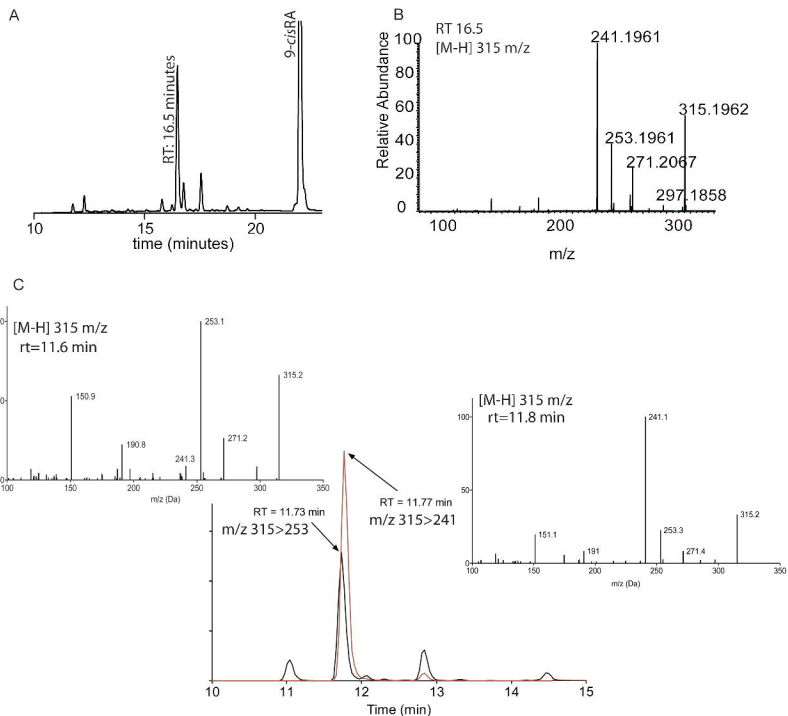 A
RT: 16.5 minutes
9-cisRA
10
15
20
time (minutes)
B
RT 16.5
[M-H] 315 m/z
Relative Abundance
100
80
60
40
20
0
241.1961
315.1962
253.1961
271.2067
297.1858
100
200
300
m/z
C
[M-H] 315 m/z
rt=11.6 min
253.1
315.2
150.9
190.8
271.2
241.3
100
150
200
250
300
350
m/z (Da)
[M-H] 315 m/z
rt=11.8 min
100
50
0
241.1
315.2
151.1
253.3
191
271.4
100
150
200
250
300
350
m/z (Da)
RT = 11.73 min
m/z 315>253
RT = 11.77 min
m/z 315>241
10
11
12
13
14
15
Time (min)